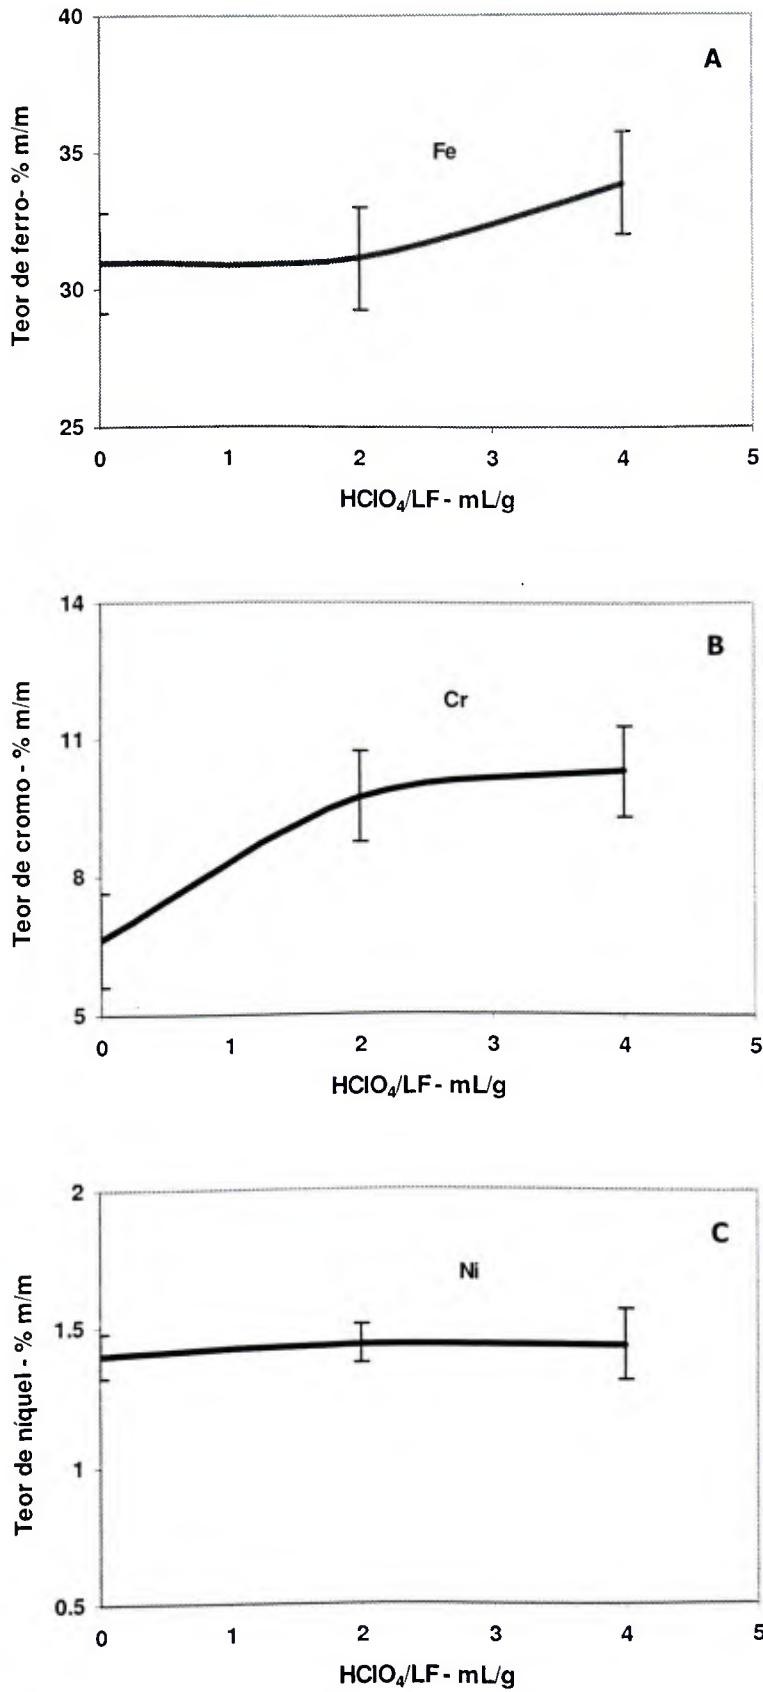 40
A
Fe
35
30
25
Teor de ferro- % m/m
0 1 2 3 4 5
HClO₄/LF - mL/g
14
B
Cr
11
8
5
Teor de cromo - % m/m
0 1 2 3 4 5
HClO₄/LF - mL/g
2
C
Ni
1.5
1
0.5
Teor de níquel - % m/m
0 1 2 3 4 5
HClO₄/LF - mL/g